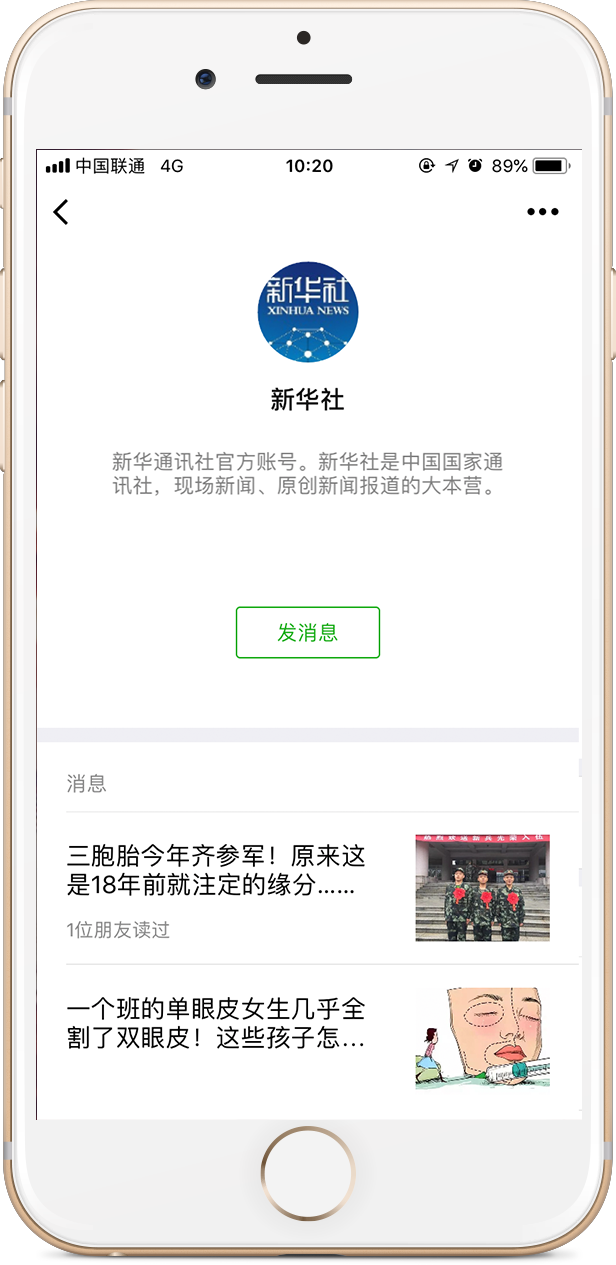 中国联通 4G 10:20 89%
新华社
XINHUA NEWS
新华社
新华通讯社官方账号。新华社是中国国家通
讯社，现场新闻、原创新闻报道的大本营。
发消息
消息
三胞胎今年齐参军！原来这
是18年前就注定的缘分……
1位朋友读过
一个班的单眼皮女生几乎全
割了双眼皮！这些孩子怎…